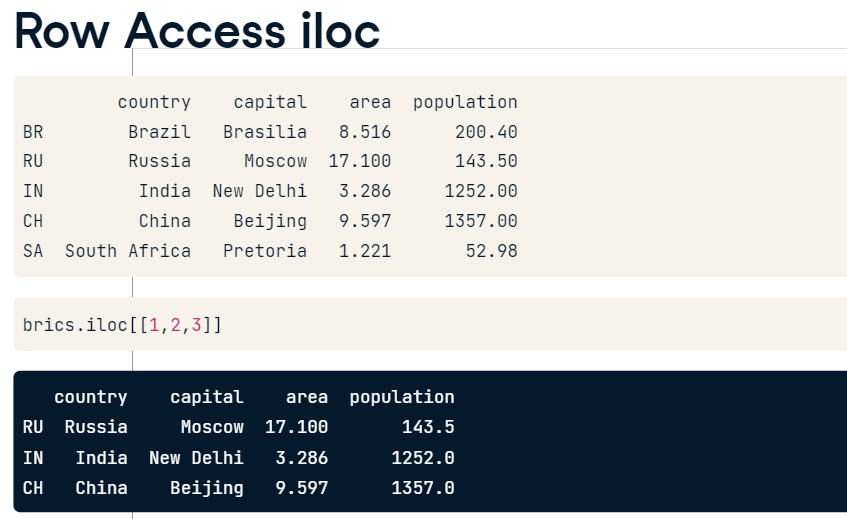 Row Access iloc
country capital area population
BR Brazil Brasilia 8.516 200.40
RU Russia Moscow 17.100 143.50
IN India New Delhi 3.286 1252.00
CH China Beijing 9.597 1357.00
SA South Africa Pretoria 1.221 52.98
brics.iloc[[1,2,3]]
country capital area population
RU Russia Moscow 17.100 143.5
IN India New Delhi 3.286 1252.0
CH China Beijing 9.597 1357.0